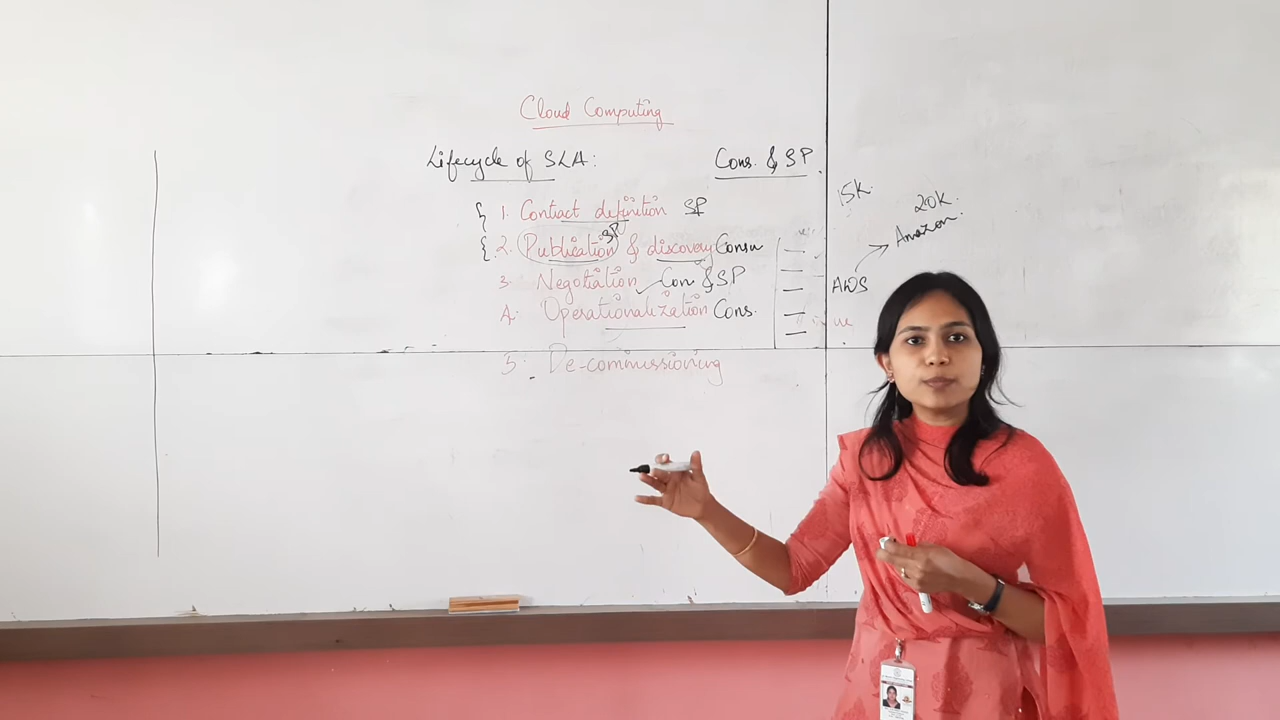 Cloud Computing
Lifecycle of SLA: Cons. & SP.
1. Contract definition SP
SP
2. Publication & discovery Consu
3. Negotiation Con & SP
4. Operationalization Cons.
5. De-commissioning
15k.
20k.
Amazon.
AWS